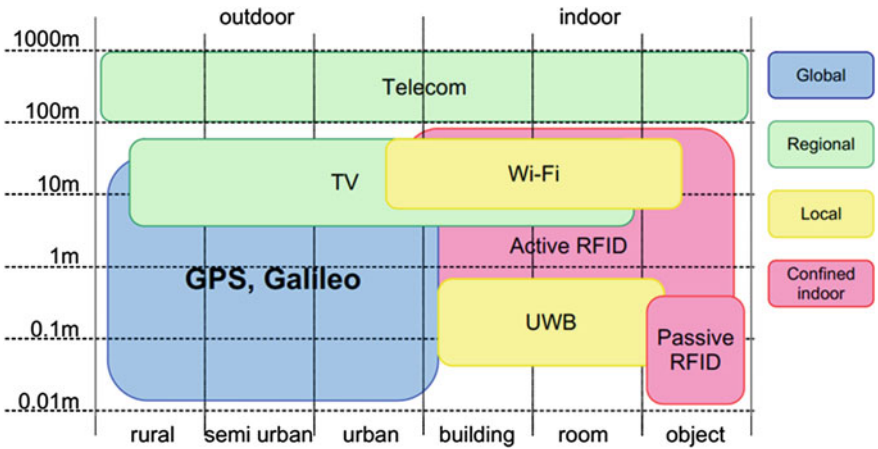 outdoor indoor
1000m
Telecom
Global
100m
Regional
TV
Wi-Fi
10m
Local
Active RFID
1m
GPS, Galileo
Confined
indoor
UWB
0.1m
Passive
RFID
0.01m
rural semi urban urban building room object